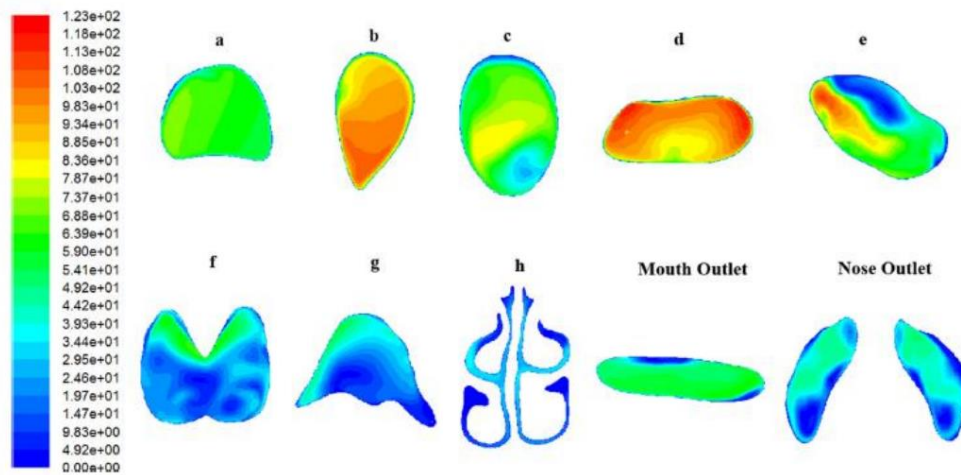 1.23e+02
1.18e+02
1.13e+02
1.08e+02
1.03e+02
9.83e+01
9.34e+01
8.85e+01
8.36e+01
7.37e+01
6.88e+01
6.39e+01
5.90e+01
5.41e+01
4.92e+01
4.42e+01
3.93e+01
3.44e+01
2.95e+01
2.46e+01
1.97e+01
1.47e+01
9.83e+00
4.92e+00
0.00e+00
a b c d e
f g h Mouth Outlet Nose Outlet